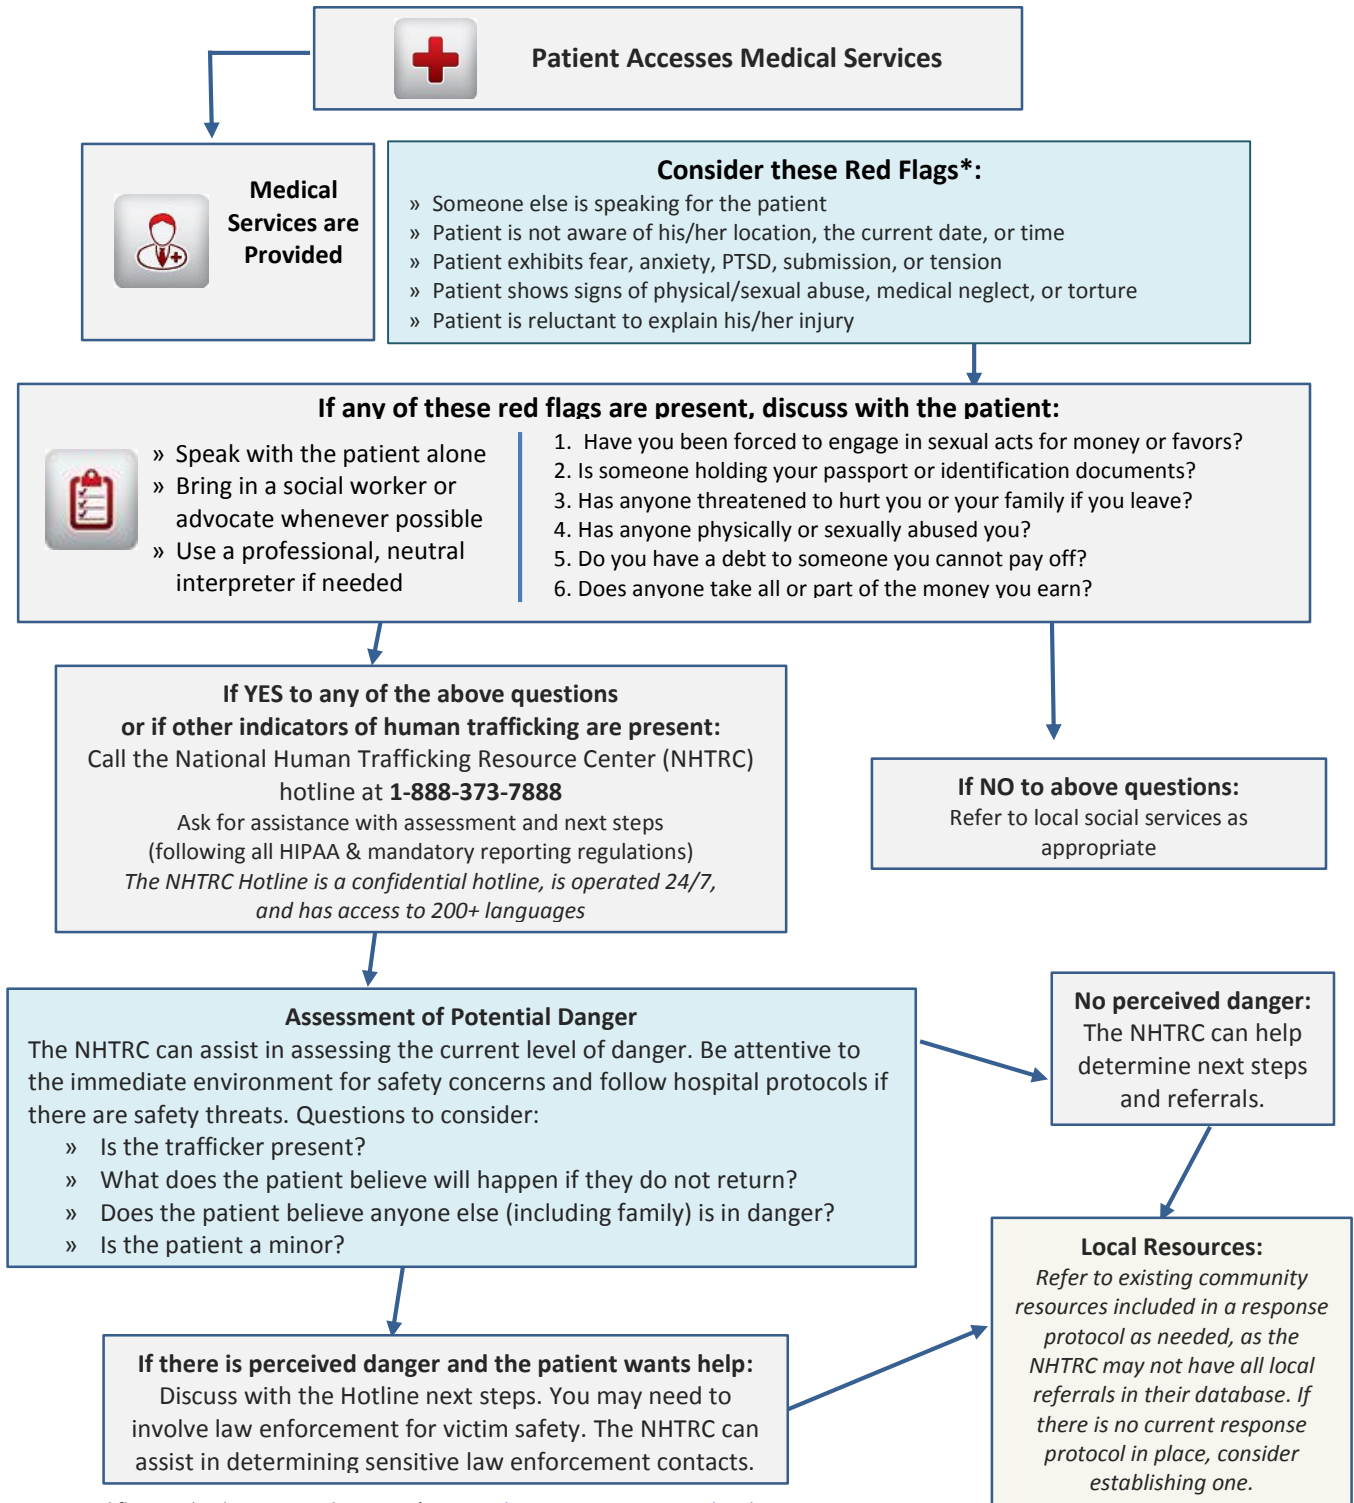 Patient Accesses Medical Services
Medical
Services are
Provided
Consider these Red Flags*:
» Someone else is speaking for the patient
» Patient is not aware of his/her location, the current date, or time
» Patient exhibits fear, anxiety, PTSD, submission, or tension
» Patient shows signs of physical/sexual abuse, medical neglect, or torture
» Patient is reluctant to explain his/her injury
If any of these red flags are present, discuss with the patient:
» Speak with the patient alone
» Bring in a social worker or
advocate whenever possible
» Use a professional, neutral
interpreter if needed
1. Have you been forced to engage in sexual acts for money or favors?
2. Is someone holding your passport or identification documents?
3. Has anyone threatened to hurt you or your family if you leave?
4. Has anyone physically or sexually abused you?
5. Do you have a debt to someone you cannot pay off?
6. Does anyone take all or part of the money you earn?
If YES to any of the above questions
or if other indicators of human trafficking are present:
Call the National Human Trafficking Resource Center (NHTRC)
hotline at 1-888-373-7888
Ask for assistance with assessment and next steps
(following all HIPAA & mandatory reporting regulations)
The NHTRC Hotline is a confidential hotline, is operated 24/7,
and has access to 200+ languages
If NO to above questions:
Refer to local social services as
appropriate
Assessment of Potential Danger
The NHTRC can assist in assessing the current level of danger. Be attentive to
the immediate environment for safety concerns and follow hospital protocols if
there are safety threats. Questions to consider:
» Is the trafficker present?
» What does the patient believe will happen if they do not return?
» Does the patient believe anyone else (including family) is in danger?
» Is the patient a minor?
No perceived danger:
The NHTRC can help
determine next steps
and referrals.
If there is perceived danger and the patient wants help:
Discuss with the Hotline next steps. You may need to
involve law enforcement for victim safety. The NHTRC can
assist in determining sensitive law enforcement contacts.
Local Resources:
Refer to existing community
resources included in a response
protocol as needed, as the
NHTRC may not have all local
referrals in their database. If
there is no current response
protocol in place, consider
establishing one.